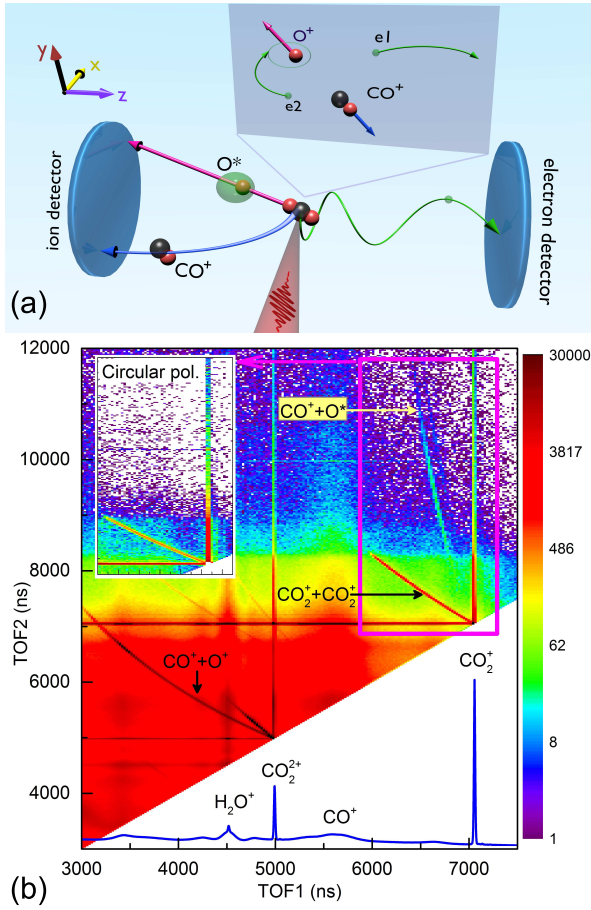 y
x
z
O⁺
e1
e2
CO⁺
ion detector
O*
CO⁺
electron detector
(a)
12000
10000
8000
6000
4000
TOF2 (ns)
Circular pol.
CO⁺+O*
CO₂⁺+CO₂⁺
CO⁺+O⁺
H₂O⁺
CO₂²⁺
CO⁺
CO₂⁺
30000
3817
486
62
8
1
3000 4000 5000 6000 7000
TOF1 (ns)
(b)